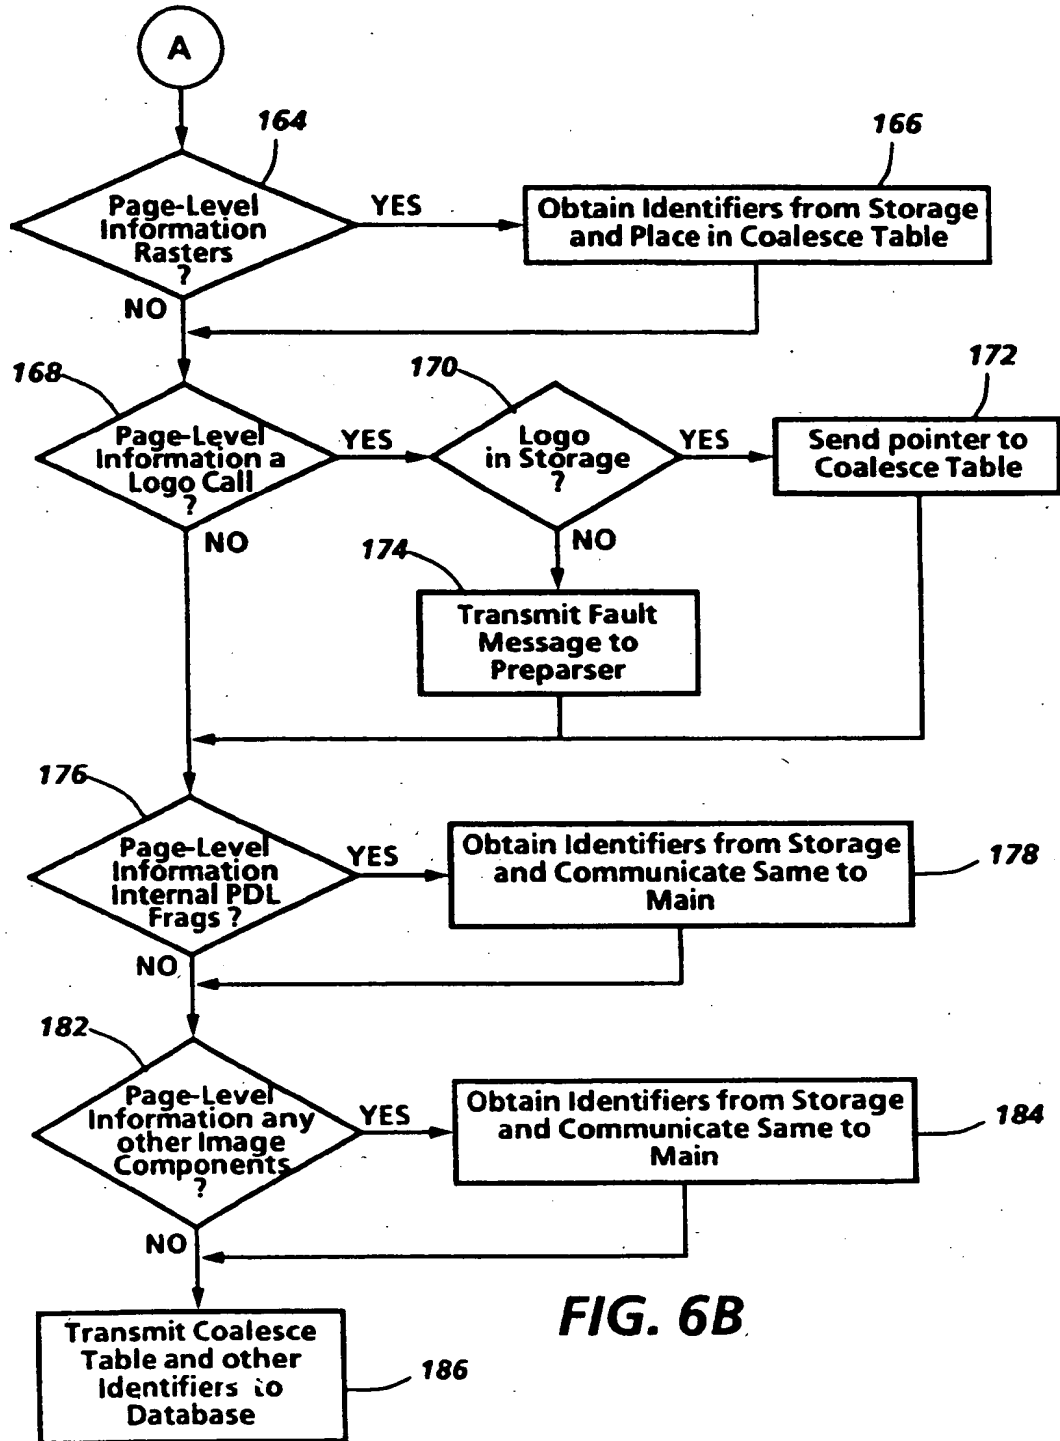 A
164
Page-Level
Information
Rasters
?
YES
166
Obtain Identifiers from Storage
and Place in Coalesce Table
NO
168
Page-Level
Information a
Logo Call
?
YES
170
Logo
in Storage
?
YES
172
Send pointer to
Coalesce Table
NO
NO
174
Transmit Fault
Message to
Preparser
176
Page-Level
Information
Internal PDL
Frags ?
YES
Obtain Identifiers from Storage
and Communicate Same to
Main
178
NO
182
Page-Level
Information any
other Image
Components
?
YES
Obtain Identifiers from Storage
and Communicate Same to
Main
184
NO
Transmit Coalesce
Table and other
Identifiers to
Database
186
FIG. 6B